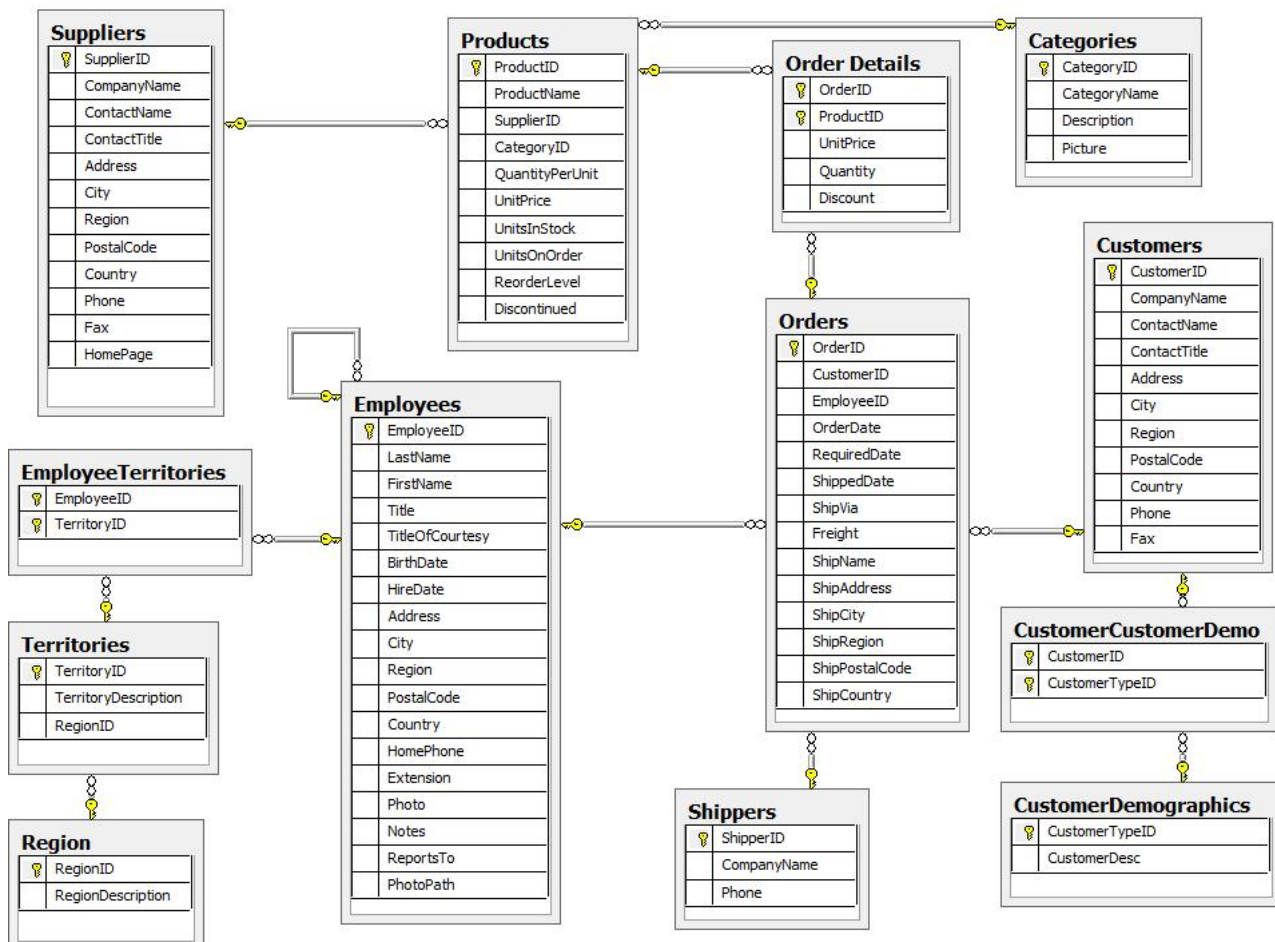 Suppliers
SupplierID
CompanyName
ContactName
ContactTitle
Address
City
Region
PostalCode
Country
Phone
Fax
HomePage
Products
ProductID
ProductName
SupplierID
CategoryID
QuantityPerUnit
UnitPrice
UnitsInStock
UnitsOnOrder
ReorderLevel
Discontinued
Order Details
OrderID
ProductID
UnitPrice
Quantity
Discount
Categories
CategoryID
CategoryName
Description
Picture
Customers
CustomerID
CompanyName
ContactName
ContactTitle
Address
City
Region
PostalCode
Country
Phone
Fax
Orders
OrderID
CustomerID
EmployeeID
OrderDate
RequiredDate
ShippedDate
ShipVia
Freight
ShipName
ShipAddress
ShipCity
ShipRegion
ShipPostalCode
ShipCountry
Employees
EmployeeID
LastName
FirstName
Title
TitleOfCourtesy
BirthDate
HireDate
Address
City
Region
PostalCode
Country
HomePhone
Extension
Photo
Notes
ReportsTo
PhotoPath
EmployeeTerritories
EmployeeID
TerritoryID
Territories
TerritoryID
TerritoryDescription
RegionID
Region
RegionID
RegionDescription
Shippers
ShipperID
CompanyName
Phone
CustomerCustomerDemo
CustomerID
CustomerTypeID
CustomerDemographics
CustomerTypeID
CustomerDesc